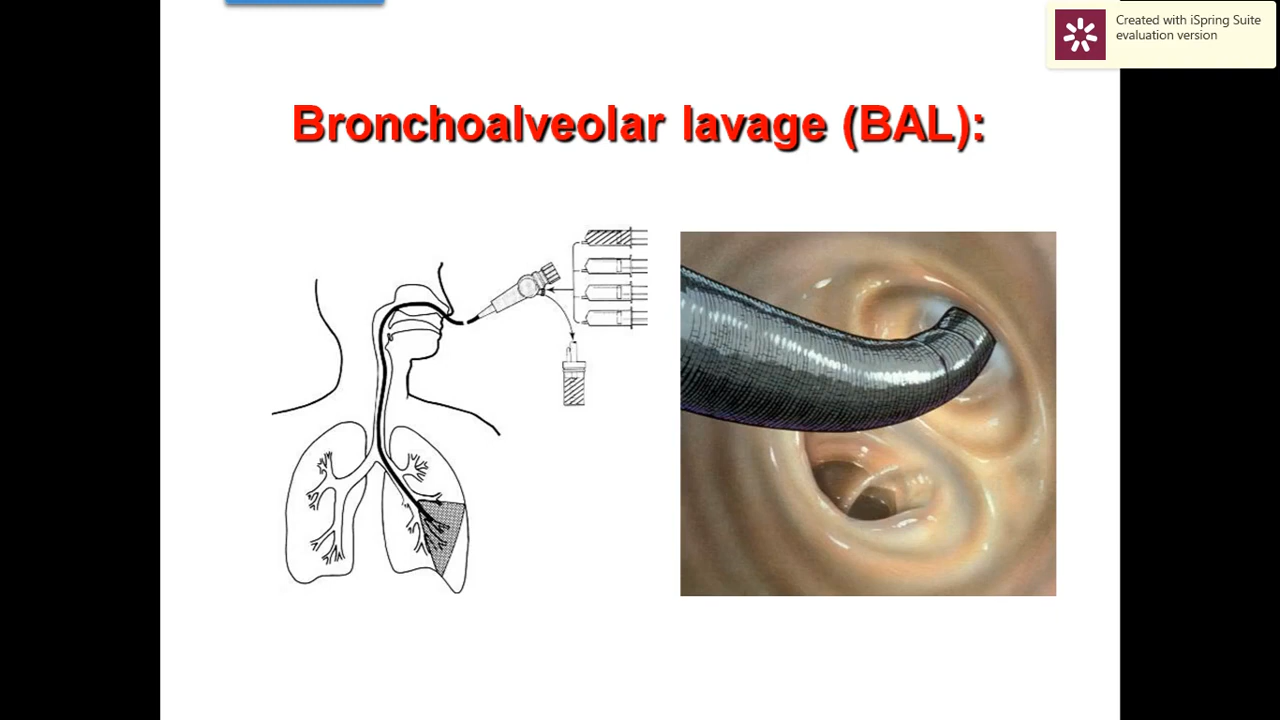 Created with iSpring Suite
evaluation version
Bronchoalveolar lavage (BAL):